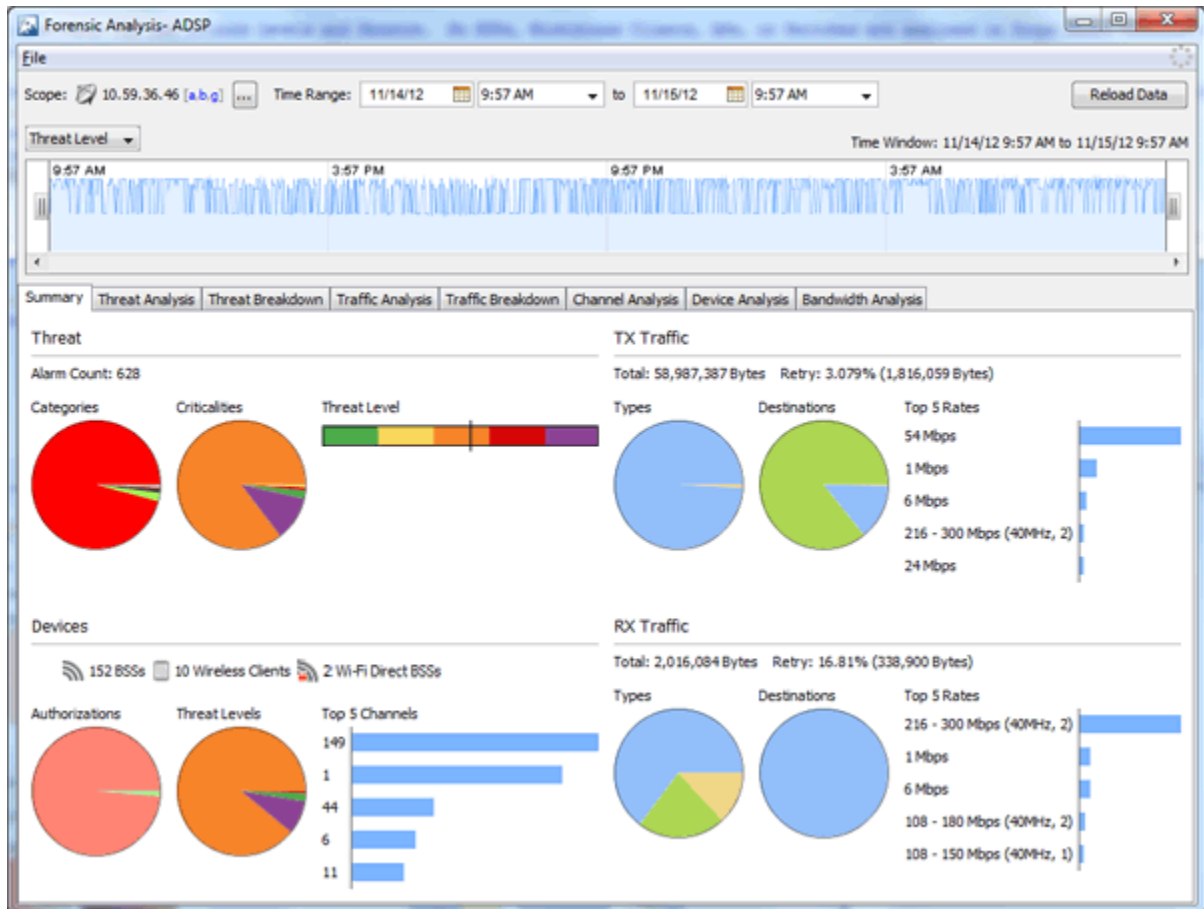 Forensic Analysis- ADSP
File
Scope: 10.59.36.46 [a,b,g] ... Time Range: 11/14/12 9:57 AM to 11/15/12 9:57 AM Reload Data
Threat Level Time Window: 11/14/12 9:57 AM to 11/15/12 9:57 AM
9:57 AM 3:57 PM 9:57 PM 3:57 AM
Summary Threat Analysis Threat Breakdown Traffic Analysis Traffic Breakdown Channel Analysis Device Analysis Bandwidth Analysis
Threat
Alarm Count: 628
Categories Criticalities Threat Level
TX Traffic
Total: 58,987,387 Bytes Retry: 3.079% (1,816,059 Bytes)
Types Destinations Top 5 Rates
54 Mbps
1 Mbps
6 Mbps
216 - 300 Mbps (40MHz, 2)
24 Mbps
Devices
152 BSSs 10 Wireless Clients 2 Wi-Fi Direct BSSs
Authorizations Threat Levels Top 5 Channels
149
1
44
6
11
RX Traffic
Total: 2,016,084 Bytes Retry: 16.81% (338,900 Bytes)
Types Destinations Top 5 Rates
216 - 300 Mbps (40MHz, 2)
1 Mbps
6 Mbps
108 - 180 Mbps (40MHz, 2)
108 - 150 Mbps (40MHz, 1)